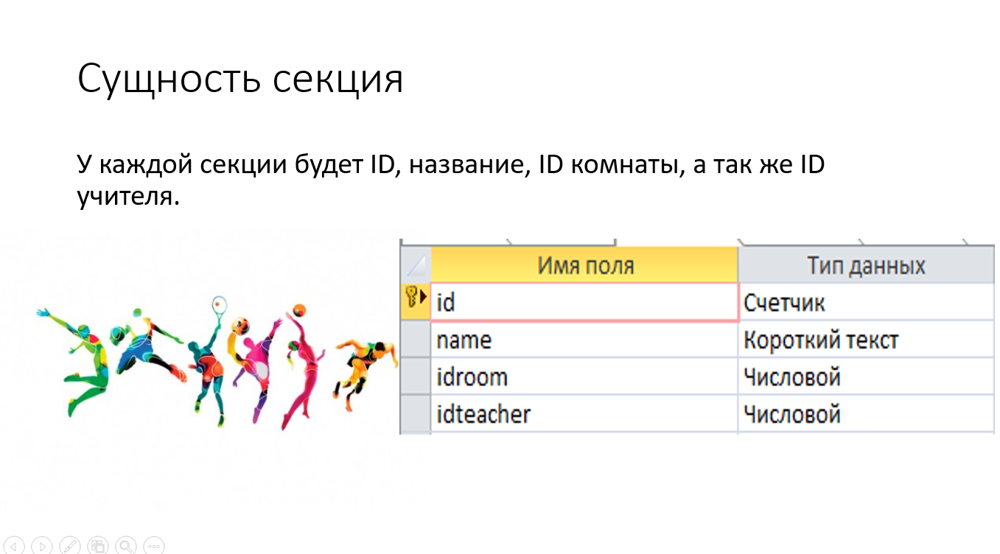 Сущность секция
У каждой секции будет ID, название, ID комнаты, а так же ID
учителя.
Имя поля Тип данных
id Счетчик
name Короткий текст
idroom Числовой
idteacher Числовой